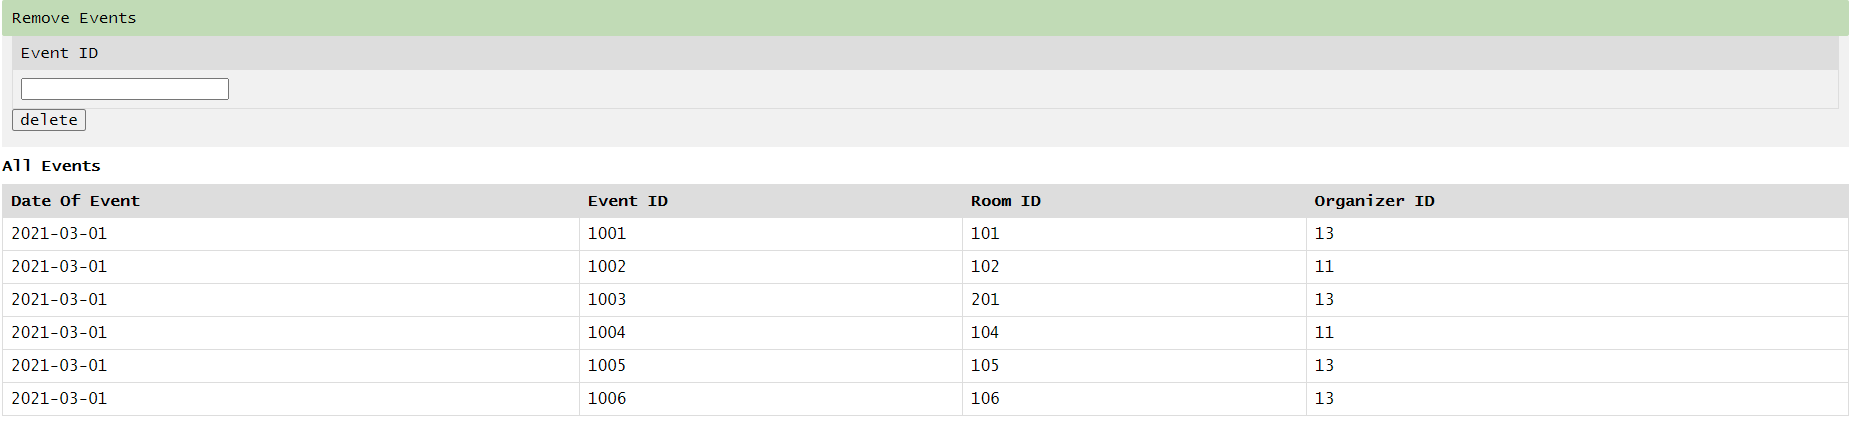 Remove Events
Event ID
delete
All Events
Date Of Event Event ID Room ID Organizer ID
2021-03-01 1001 101 13
2021-03-01 1002 102 11
2021-03-01 1003 201 13
2021-03-01 1004 104 11
2021-03-01 1005 105 13
2021-03-01 1006 106 13